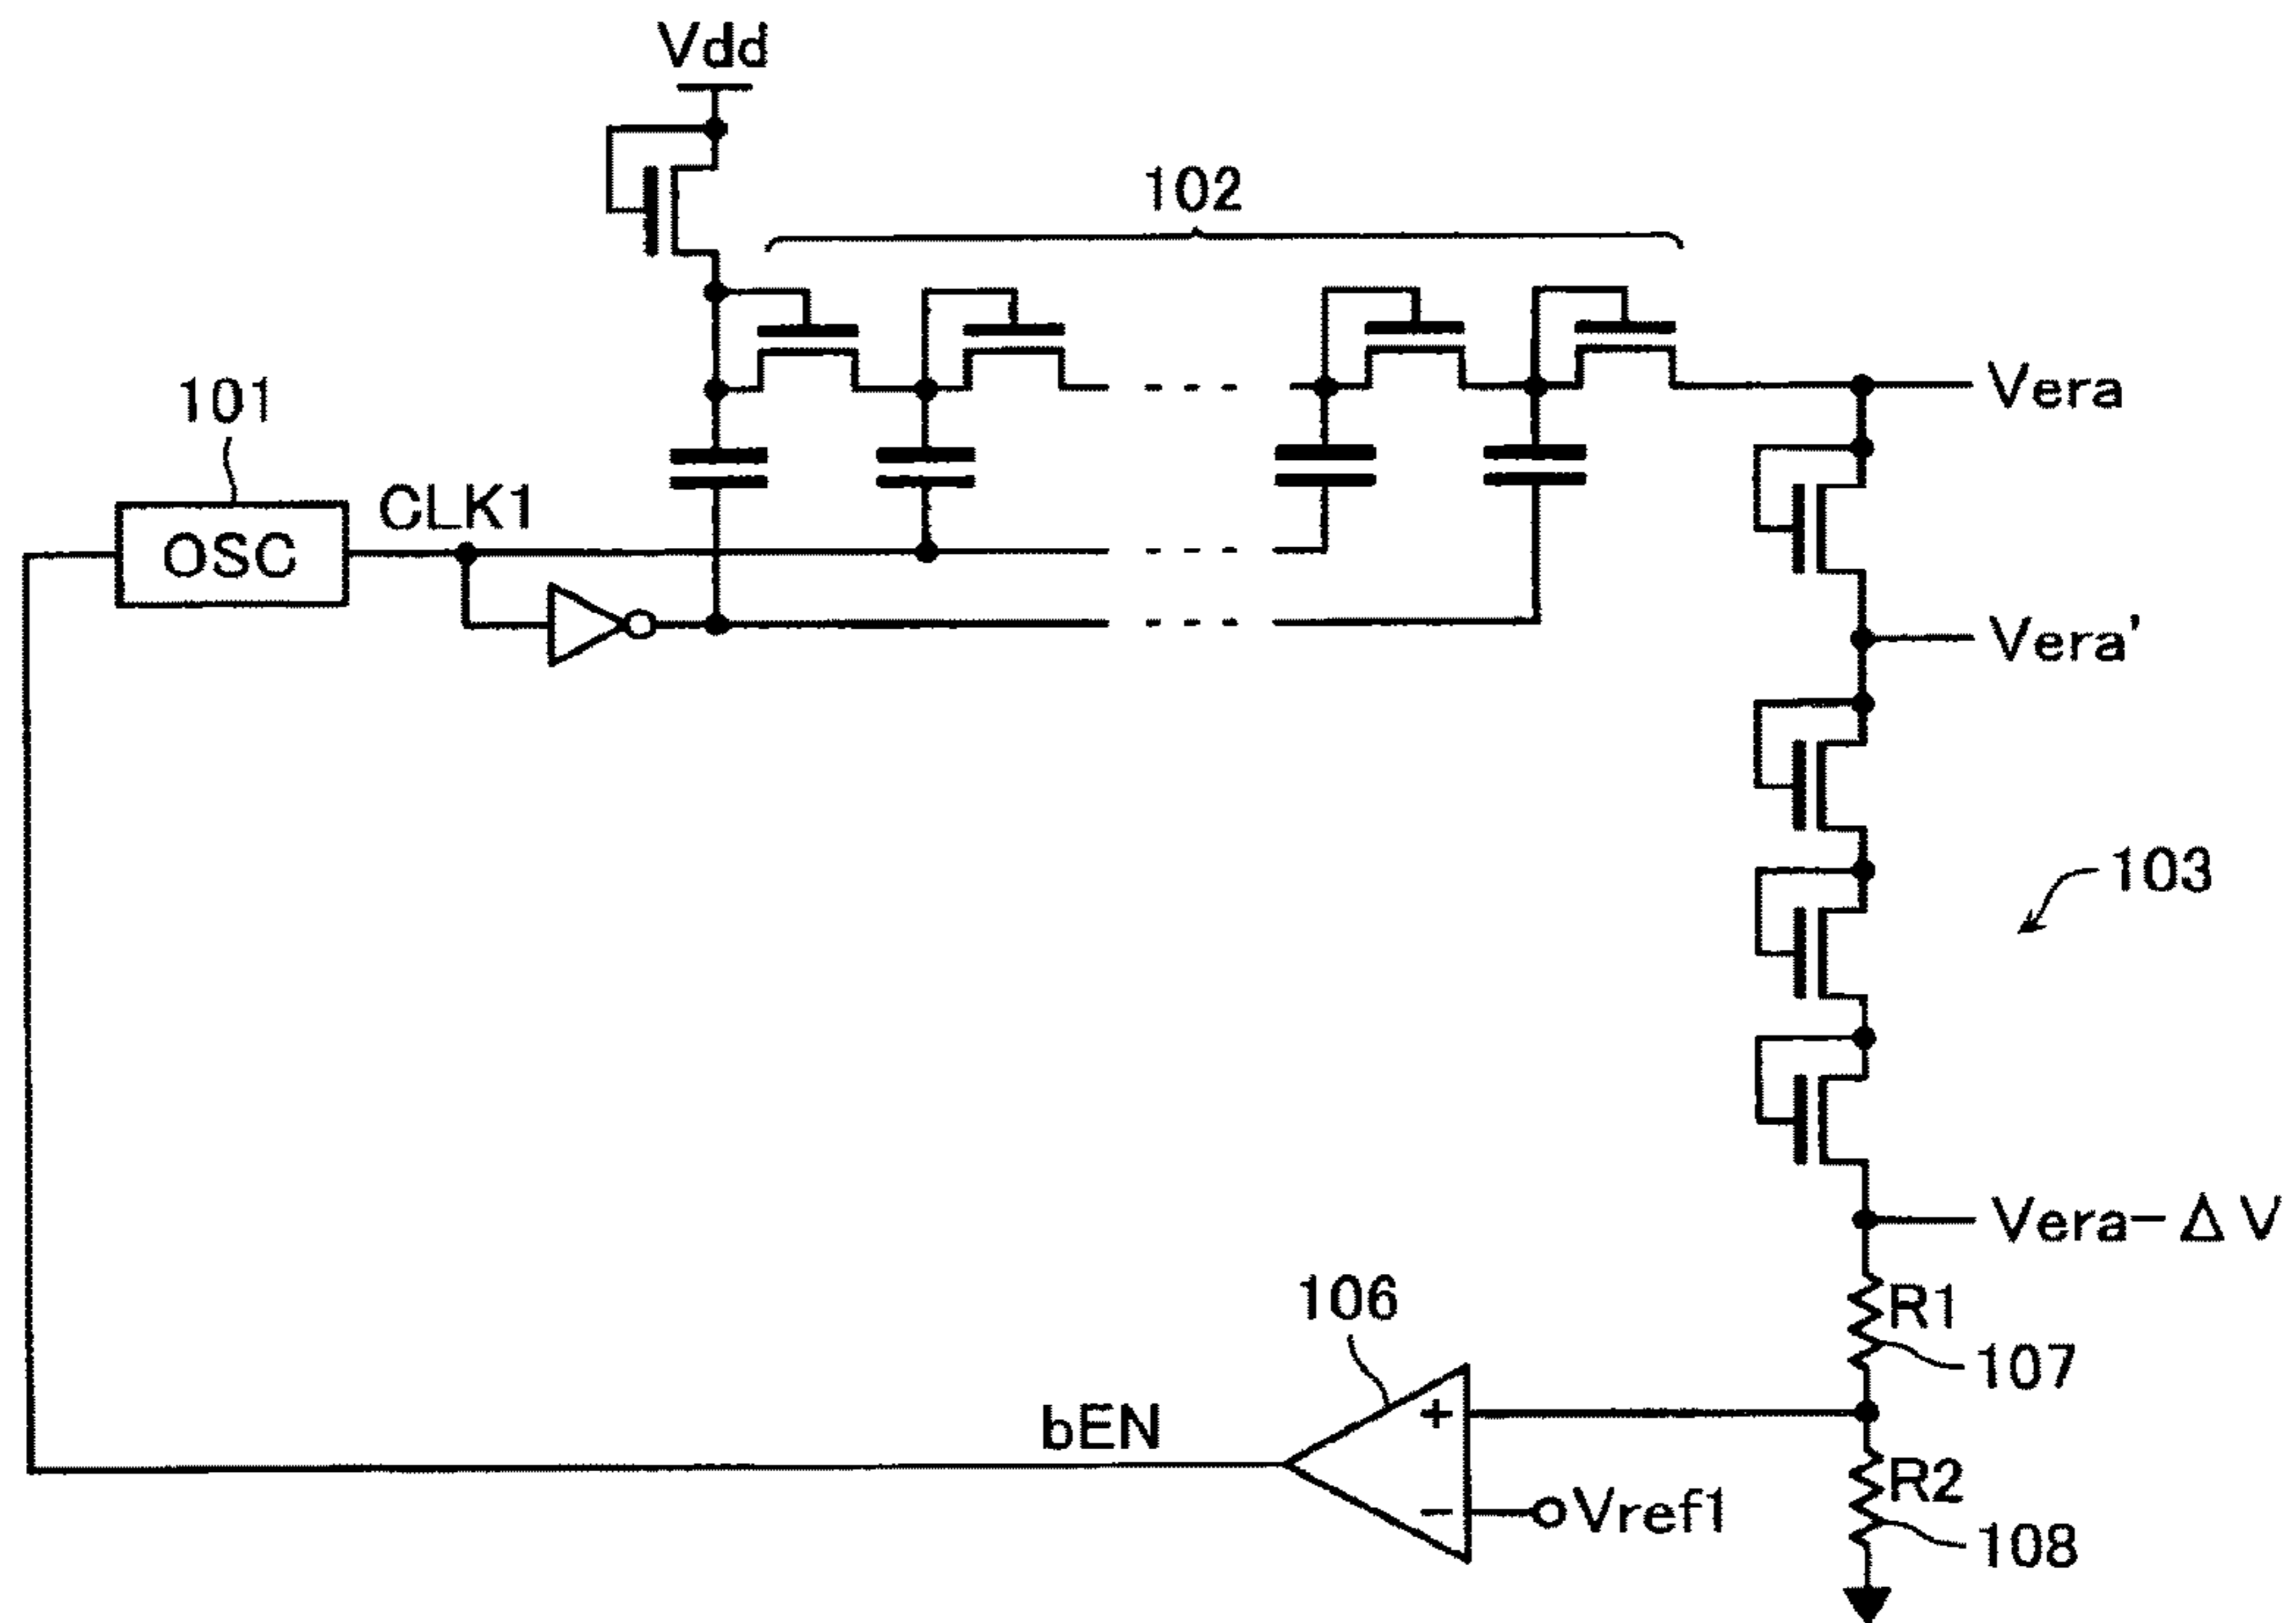 Vdd
102
101
CLK1
OSC
Vera
Vera'
103
Vera-ΔV
106
R1
107
bEN
+
R2
-
Vref1
108